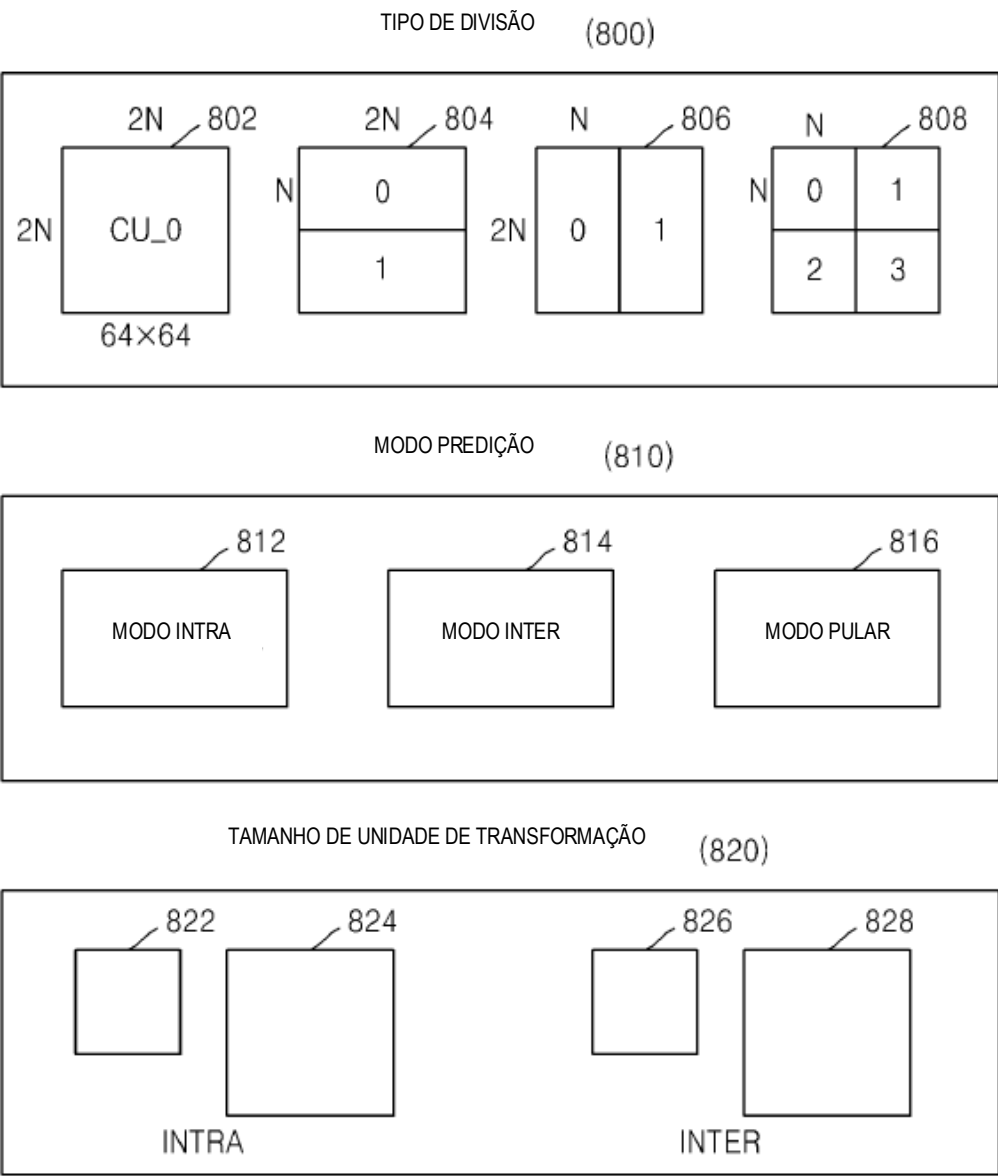 TIPO DE DIVISÃO (800)
2N 802 2N 804 N 806 N 808
2N CU_0 N 0 1 2N 0 1 N 0 1 2 3
64×64
MODO PREDIÇÃO (810)
812 814 816
MODO INTRA MODO INTER MODO PULAR
TAMANHO DE UNIDADE DE TRANSFORMAÇÃO (820)
822 824 826 828
INTRA INTER